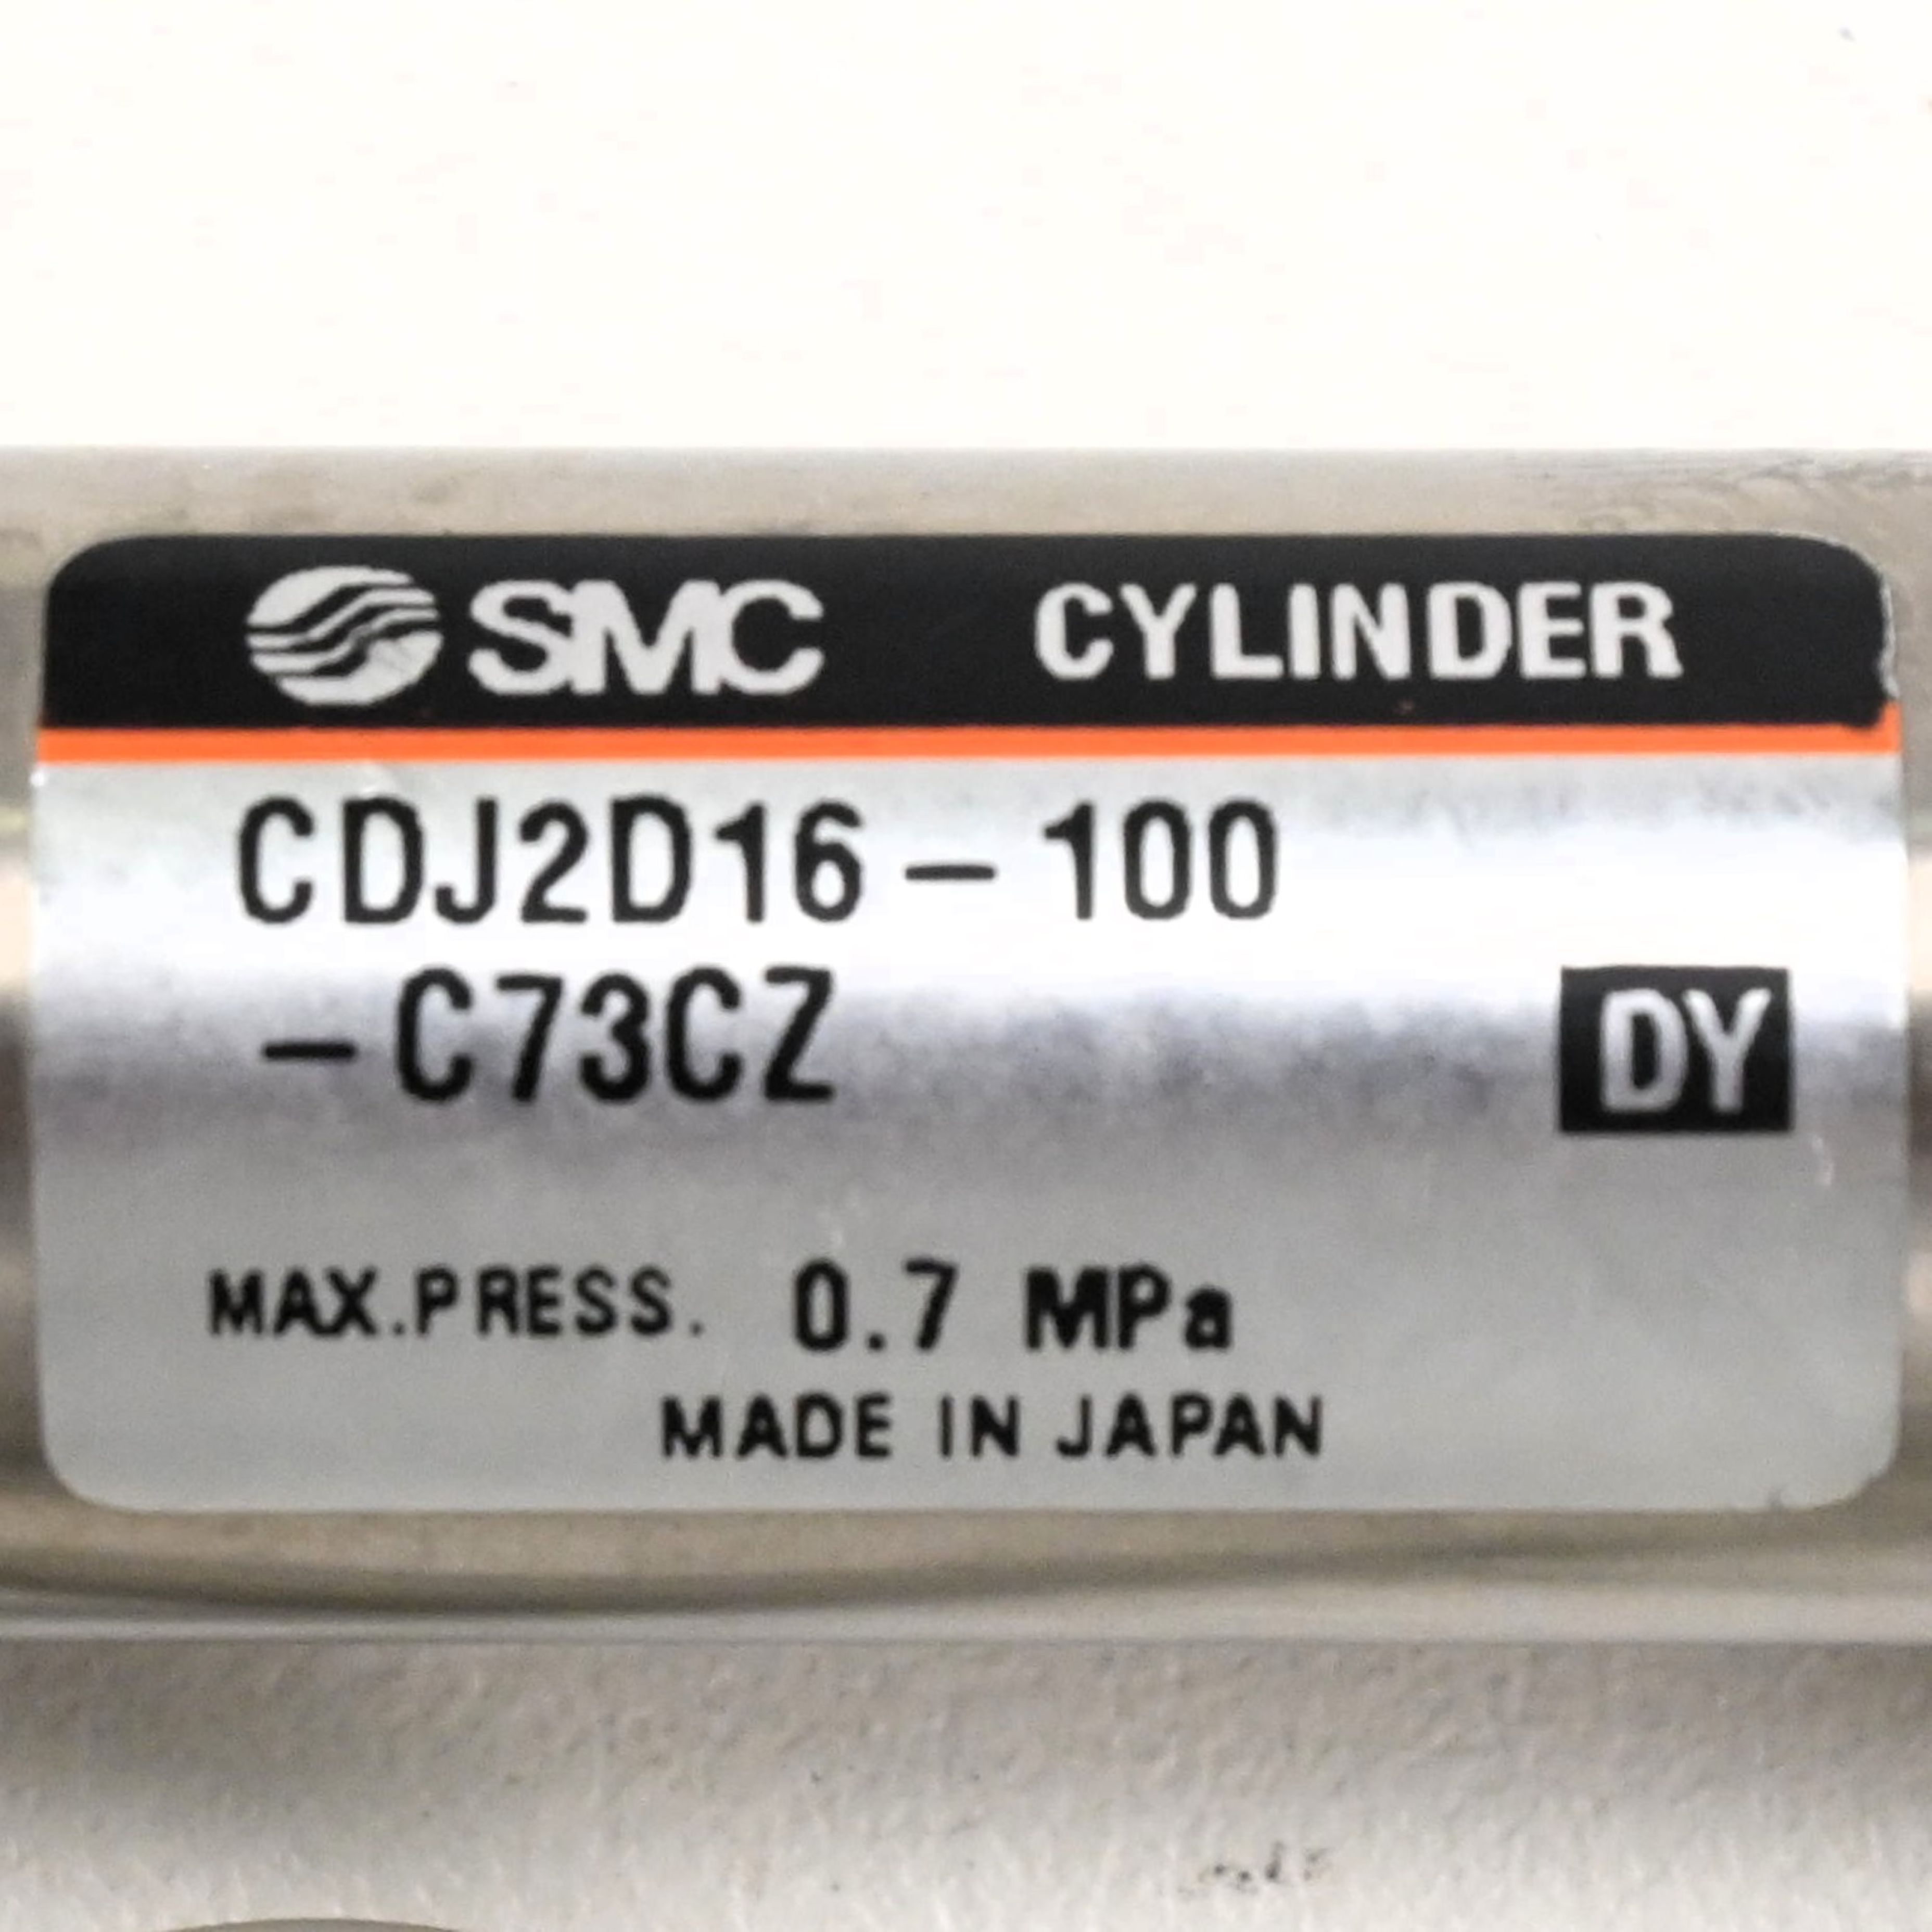 SMC CYLINDER
CDJ2D16-100
-C73CZ
DY
MAX.PRESS. 0.7 MPa
MADE IN JAPAN